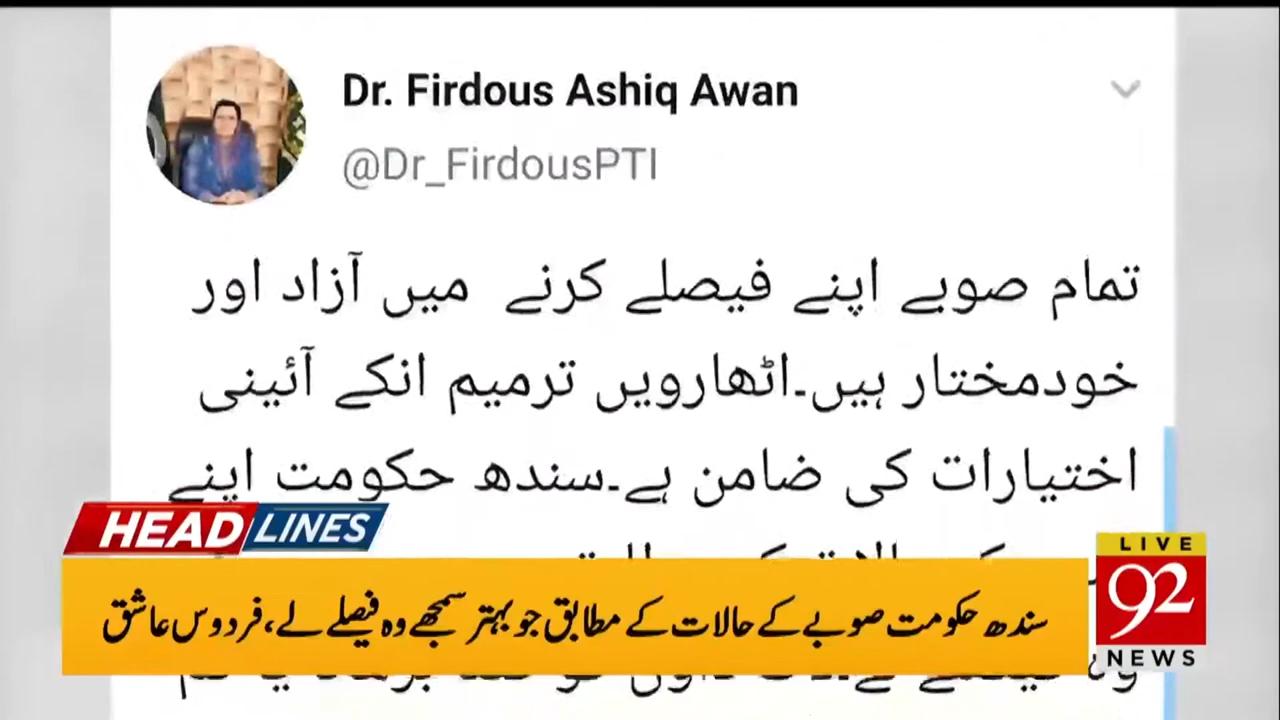 Dr. Firdous Ashiq Awan
@Dr_FirdousPTI
تمام صوبے اپنے فیصلے کرنے میں آزاد اور
خودمختار ہیں۔اٹھارویں ترمیم انکے آئینی
اختیارات کی ضامن ہے۔سندھ حکومت اپنے
HEADLINES
سندھ حکومت صوبے کے حالات کے مطابق جو بہتر سمجھے وہ فیصلے لے، فردوس عاشق
LIVE
92
NEWS